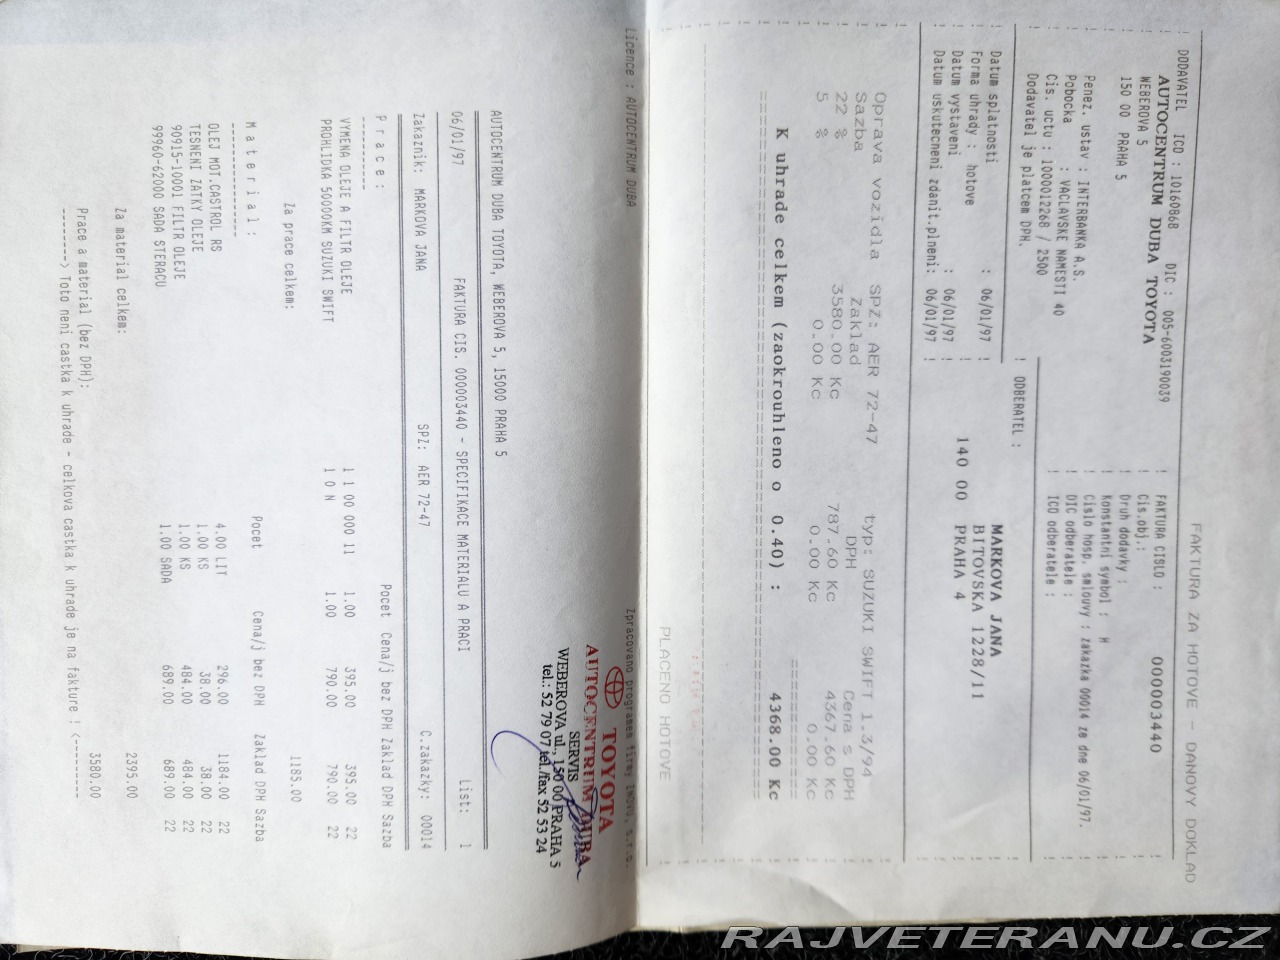 FAKTURA ZA HOTOVE - DANOVY DOKLAD
DODAVATEL ICO : 10160868 DIC : 005-6003190039 ! FAKTURA CISLO : 000003440
AUTOCENTRUM DUBA TOYOTA ! Cis.obj.:
WEBEROVA 5 ! Druh dodavky :
150 00 PRAHA 5 ! Konstantni symbol : H
! Cislo hosp. smlouvy : zakazka 00014 ze dne 06/01/97.
Penez. ustav : INTERBANKA A.S. ! DIC odberatele :
Pobocka : VACLAVSKE NAMESTI 40 ! ICO odberatele :
Cis. uctu : 1000012268 / 2500
Dodavatel je platcem DPH.
! ODBERATEL :
Datum splatnosti : 06/01/97 !
Forma uhrady : hotove
Datum vystaveni : 06/01/97 !
Datum uskutecneni zdanit.plneni: 06/01/97 !
MARKOVA JANA
BITOVSKA 1228/11
140 00 PRAHA 4
Oprava vozidla SPZ: AER 72-47 typ: SUZUKI SWIFT 1.3/94
Sazba Zaklad DPH Cena s DPH
22 % 3580.00 Kc 787.60 Kc 4367.60 Kc
5 % 0.00 Kc 0.00 Kc 0.00 Kc
=========
K uhrade celkem (zaokrouhleno o 0.40) : 4368.00 Kc
PLACENO HOTOVE
Licence : AUTOCENTRUM DUBA Zpracovano programem firmy INOVO, s.r.o.
TOYOTA
AUTOCENTRUM DUBA
SERVIS
WEBEROVA ul., 150 00 PRAHA 5
tel.: 52 79 07 tel./fax 52 53 24
AUTOCENTRUM DUBA TOYOTA, WEBEROVA 5, 15000 PRAHA 5
06/01/97 FAKTURA CIS. 000003440 - SPECIFIKACE MATERIALU A PRACI List: 1
Zakaznik: MARKOVA JANA SPZ: AER 72-47 C.zakazky: 00014
P r a c e : Pocet Cena/j bez DPH Zaklad DPH Sazba
-----------
VYMENA OLEJE A FILTR OLEJE 1 1 00 000 11 1.00 395.00 395.00 22
PROHLIDKA 50000KM SUZUKI SWIFT 1 0 N 1.00 790.00 790.00 22
Za prace celkem: 1185.00
M a t e r i a l : Pocet Cena/j bez DPH Zaklad DPH Sazba
-----------------
OLEJ MOT.CASTROL RS 4.00 LIT 296.00 1184.00 22
TESNENI ZATKY OLEJE 1.00 KS 38.00 38.00 22
90915-10001 FILTR OLEJE 1.00 KS 484.00 484.00 22
99960-62000 SADA STERACU 1.00 SADA 689.00 689.00 22
Za material celkem: 2395.00
Prace a material (bez DPH): 3580.00
--------> Toto neni castka k uhrade - celkova castka k uhrade je na fakture ! <---------
RAJVETERANU.CZ